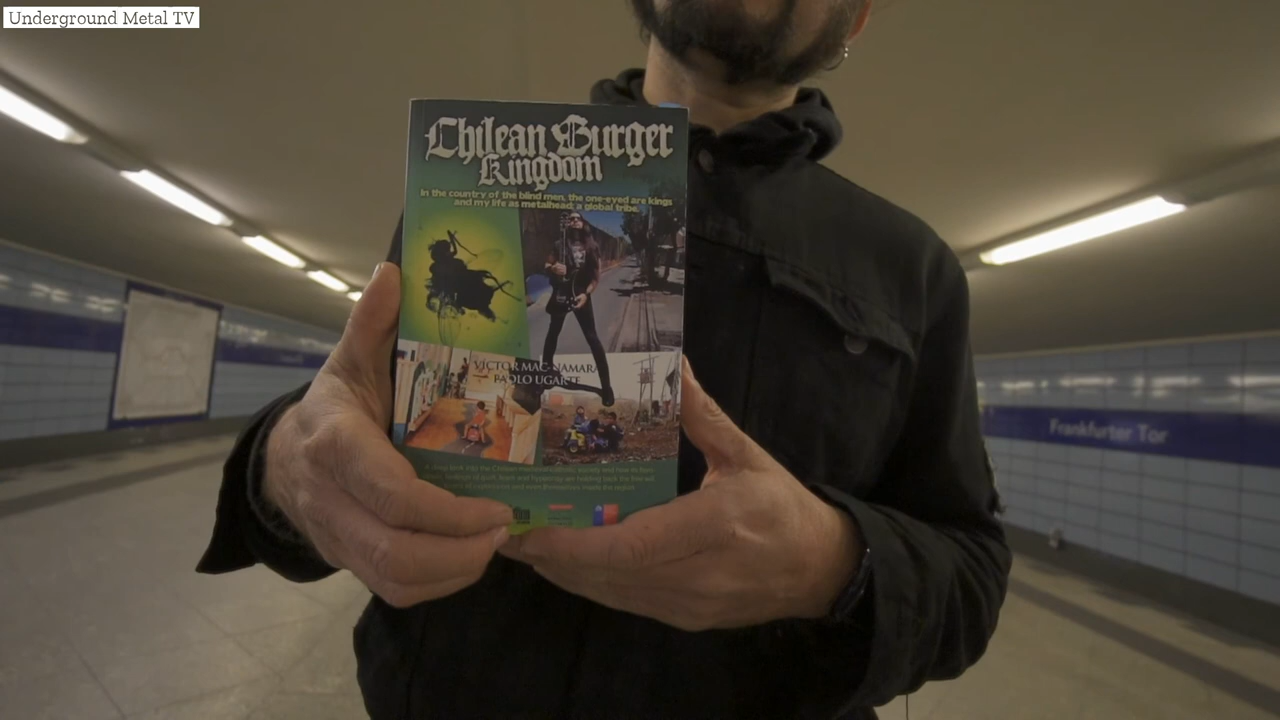 Underground Metal TV
Chilean Burger
Kingdom
In the country of the blind men, the one-eyed are kings
and my life as metalhead; a global tribe.
VICTOR MAC-NAMARA
PAOLO UGARTE
Frankfurter Tor